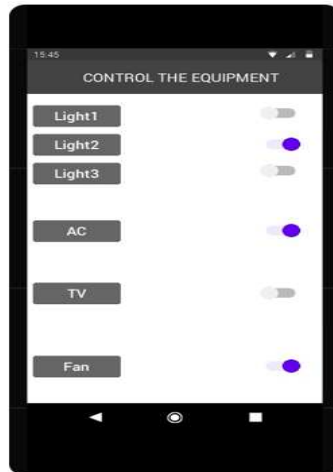 15:45
CONTROL THE EQUIPMENT
Light1
Light2
Light3
AC
TV
Fan